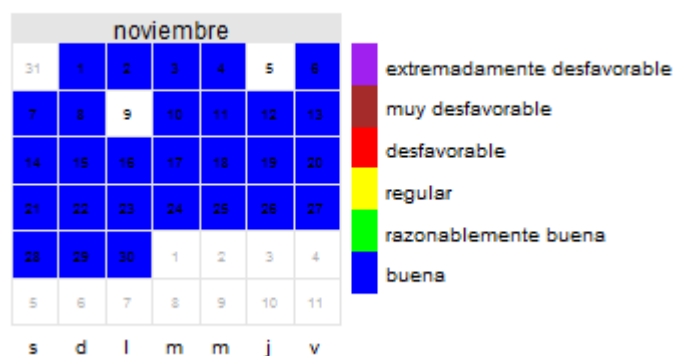 noviembre
31 1 2 3 4 5 6
7 8 9 10 11 12 13
14 15 16 17 18 19 20
21 22 23 24 25 26 27
28 29 30 1 2 3 4
5 6 7 8 9 10 11
s d l m m j v
extremadamente desfavorable
muy desfavorable
desfavorable
regular
razonablemente buena
buena